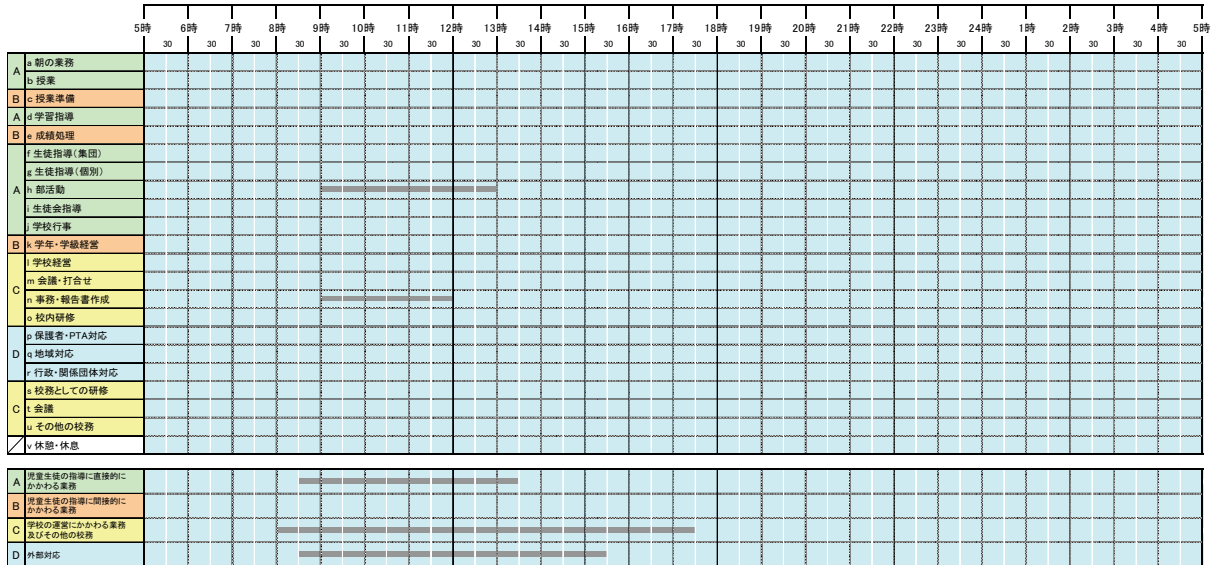 5時 6時 7時 8時 9時 10時 11時 12時 13時 14時 15時 16時 17時 18時 19時 20時 21時 22時 23時 24時 1時 2時 3時 4時 5時
30 30 30 30 30 30 30 30 30 30 30 30 30 30 30 30 30 30 30 30 30 30 30 30
A
a 朝の業務
b 授業
B c 授業準備
A d 学習指導
B e 成績処理
A
f 生徒指導(集団)
g 生徒指導(個別)
h 部活動
i 生徒会指導
j 学校行事
B k 学年・学級経営
C
l 学校経営
m 会議・打合せ
n 事務・報告書作成
o 校内研修
D
p 保護者・PTA対応
q 地域対応
r 行政・関係団体対応
C
s 校務としての研修
t 会議
u その他の校務
v 休憩・休息
A 児童生徒の指導に直接的に
かかわる業務
B 児童生徒の指導に間接的に
かかわる業務
C 学校の運営にかかわる業務
及びその他の校務
D 外部対応